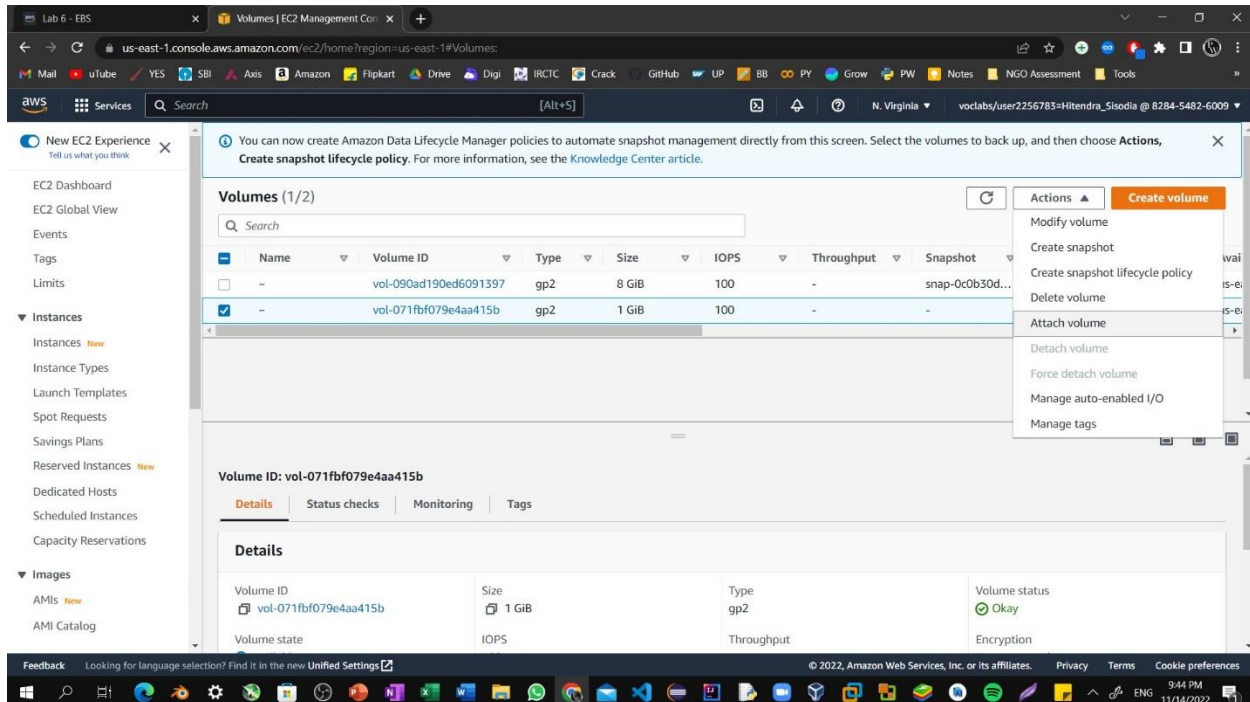 Lab 6 - EBS
Volumes | EC2 Management Con
us-east-1.console.aws.amazon.com/ec2/home?region=us-east-1#Volumes:
Mail uTube YES SBI Axis Amazon Flipkart Drive Digi IRCTC Crack GitHub UP BB PY Grow PW Notes NGO Assessment Tools »
aws Services Search [Alt+S] N. Virginia ▼ voclabs/user2256783=Hitendra_Sisodia @ 8284-5482-6009 ▼
New EC2 Experience
Tell us what you think
EC2 Dashboard
EC2 Global View
Events
Tags
Limits
Instances
Instances New
Instance Types
Launch Templates
Spot Requests
Savings Plans
Reserved Instances New
Dedicated Hosts
Scheduled Instances
Capacity Reservations
Images
AMIs New
AMI Catalog
You can now create Amazon Data Lifecycle Manager policies to automate snapshot management directly from this screen. Select the volumes to back up, and then choose Actions,
Create snapshot lifecycle policy. For more information, see the Knowledge Center article.
Volumes (1/2)
Actions ▲ Create volume
Search
Name Volume ID Type Size IOPS Throughput Snapshot
– vol-090ad190ed6091397 gp2 8 GiB 100 - snap-0c0b30d...
– vol-071fbf079e4aa415b gp2 1 GiB 100 - -
Modify volume
Create snapshot
Create snapshot lifecycle policy
Delete volume
Attach volume
Detach volume
Force detach volume
Manage auto-enabled I/O
Manage tags
Volume ID: vol-071fbf079e4aa415b
Details Status checks Monitoring Tags
Details
Volume ID Size Type Volume status
vol-071fbf079e4aa415b 1 GiB gp2 Okay
Volume state IOPS Throughput Encryption
Feedback Looking for language selection? Find it in the new Unified Settings © 2022, Amazon Web Services, Inc. or its affiliates. Privacy Terms Cookie preferences
ENG 9:44 PM
11/14/2022